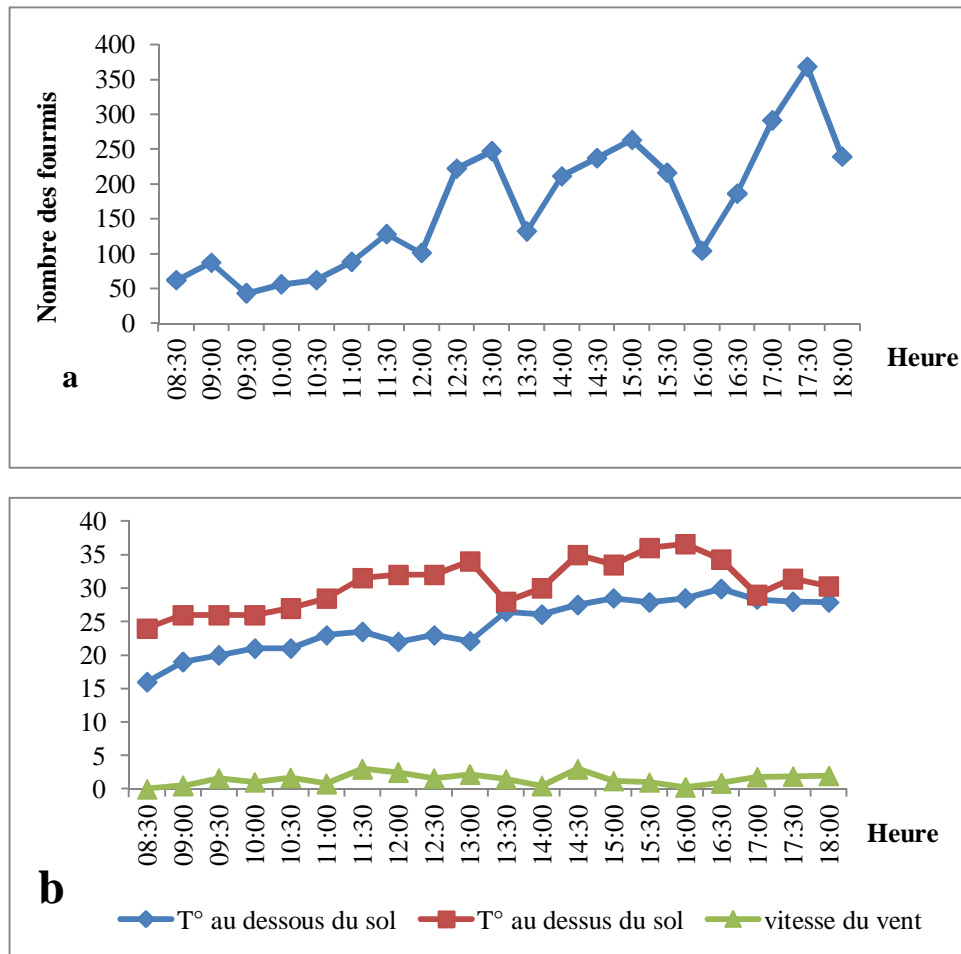 400
350
300
250
200
150
100
50
0
Nombre des fourmis
08:30 09:00 09:30 10:00 10:30 11:00 11:30 12:00 12:30 13:00 13:30 14:00 14:30 15:00 15:30 16:00 16:30 17:00 17:30 18:00
Heure
a
40
35
30
25
20
15
10
5
0
08:30 09:00 09:30 10:00 10:30 11:00 11:30 12:00 12:30 13:00 13:30 14:00 14:30 15:00 15:30 16:00 16:30 17:00 17:30 18:00
Heure
b
T° au dessous du sol T° au dessus du sol vitesse du vent